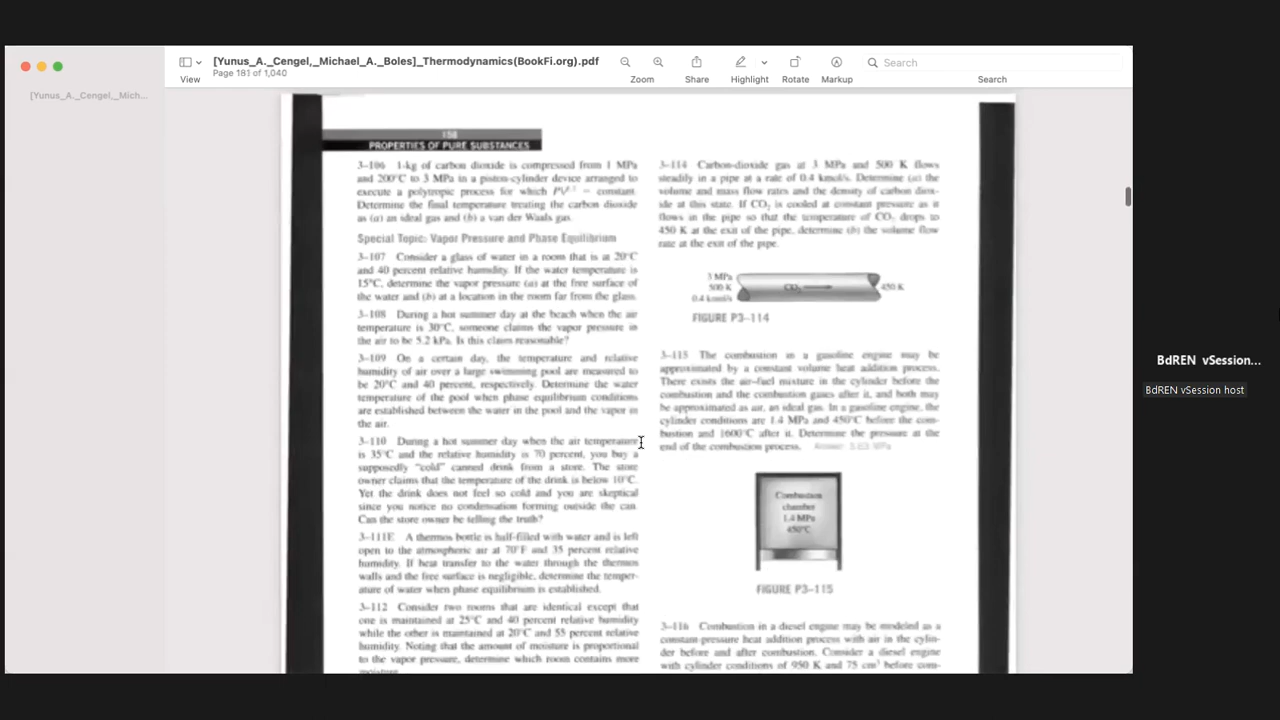 [Yunus_A._Cengel,_Michael_A._Boles]_Thermodynamics(BookFi.org).pdf
Page 181 of 1,040
View
Zoom
Share
Highlight
Rotate
Markup
Search
Search
[Yunus_A._Cengel,_Mich...
158
PROPERTIES OF PURE SUBSTANCES
3–106 1-kg of carbon dioxide is compressed from 1 MPa
and 200°C to 3 MPa in a piston-cylinder device arranged to
execute a polytropic process for which = constant.
Determine the final temperature treating the carbon dioxide
as (a) an ideal gas and (b) a van der Waals gas.
Special Topic: Vapor Pressure and Phase Equilibrium
3–107 Consider a glass of water in a room that is at 20°C
and 40 percent relative humidity. If the water temperature is
15°C, determine the vapor pressure (a) at the free surface of
the water and (b) at a location in the room far from the glass.
3–108 During a hot summer day at the beach when the air
temperature is 30°C, someone claims the vapor pressure in
the air to be 5.2 kPa. Is this claim reasonable?
3–109 On a certain day, the temperature and relative
humidity of air over a large swimming pool are measured to
be 20°C and 40 percent, respectively. Determine the water
temperature of the pool when phase equilibrium conditions
are established between the water in the pool and the vapor in
the air.
3–110 During a hot summer day when the air temperature
is 35°C and the relative humidity is 70 percent, you buy a
supposedly "cold" canned drink from a store. The store
owner claims that the temperature of the drink is below 10°C.
Yet the drink does not feel so cold and you are skeptical
since you notice no condensation forming outside the can.
Can the store owner be telling the truth?
3–111E A thermos bottle is half-filled with water and is left
open to the atmospheric air at 70°F and 35 percent relative
humidity. If heat transfer to the water through the thermos
walls and the free surface is negligible, determine the temper-
ature of water when phase equilibrium is established.
3–112 Consider two rooms that are identical except that
one is maintained at 25°C and 40 percent relative humidity
while the other is maintained at 20°C and 55 percent relative
humidity. Noting that the amount of moisture is proportional
to the vapor pressure, determine which room contains more
3–114 Carbon-dioxide gas at 3 MPa and 500 K flows
steadily in a pipe at a rate of 0.4 kmol/s. Determine (a) the
volume and mass flow rates and the density of carbon diox-
ide at this state. If CO₂ is cooled at constant pressure as it
flows in the pipe so that the temperature of CO₂ drops to
450 K at the exit of the pipe, determine (b) the volume flow
rate at the exit of the pipe.
3 MPa
500 K
0.4 kmol/s
CO₂
450 K
FIGURE P3–114
3–115 The combustion in a gasoline engine may be
approximated by a constant volume heat addition process.
There exists the air–fuel mixture in the cylinder before the
combustion and the combustion gases after it, and both may
be approximated as air, an ideal gas. In a gasoline engine, the
cylinder conditions are 1.4 MPa and 450°C before the com-
bustion and 1600°C after it. Determine the pressure at the
end of the combustion process. Answer: 3.63 MPa
Combustion
chamber
1.4 MPa
450°C
FIGURE P3–115
3–116 Combustion in a diesel engine may be modeled as a
constant-pressure heat addition process with air in the cylin-
der before and after combustion. Consider a diesel engine
with cylinder conditions of 950 K and 75 cm³ before com-
BdREN vSession...
BdREN vSession host